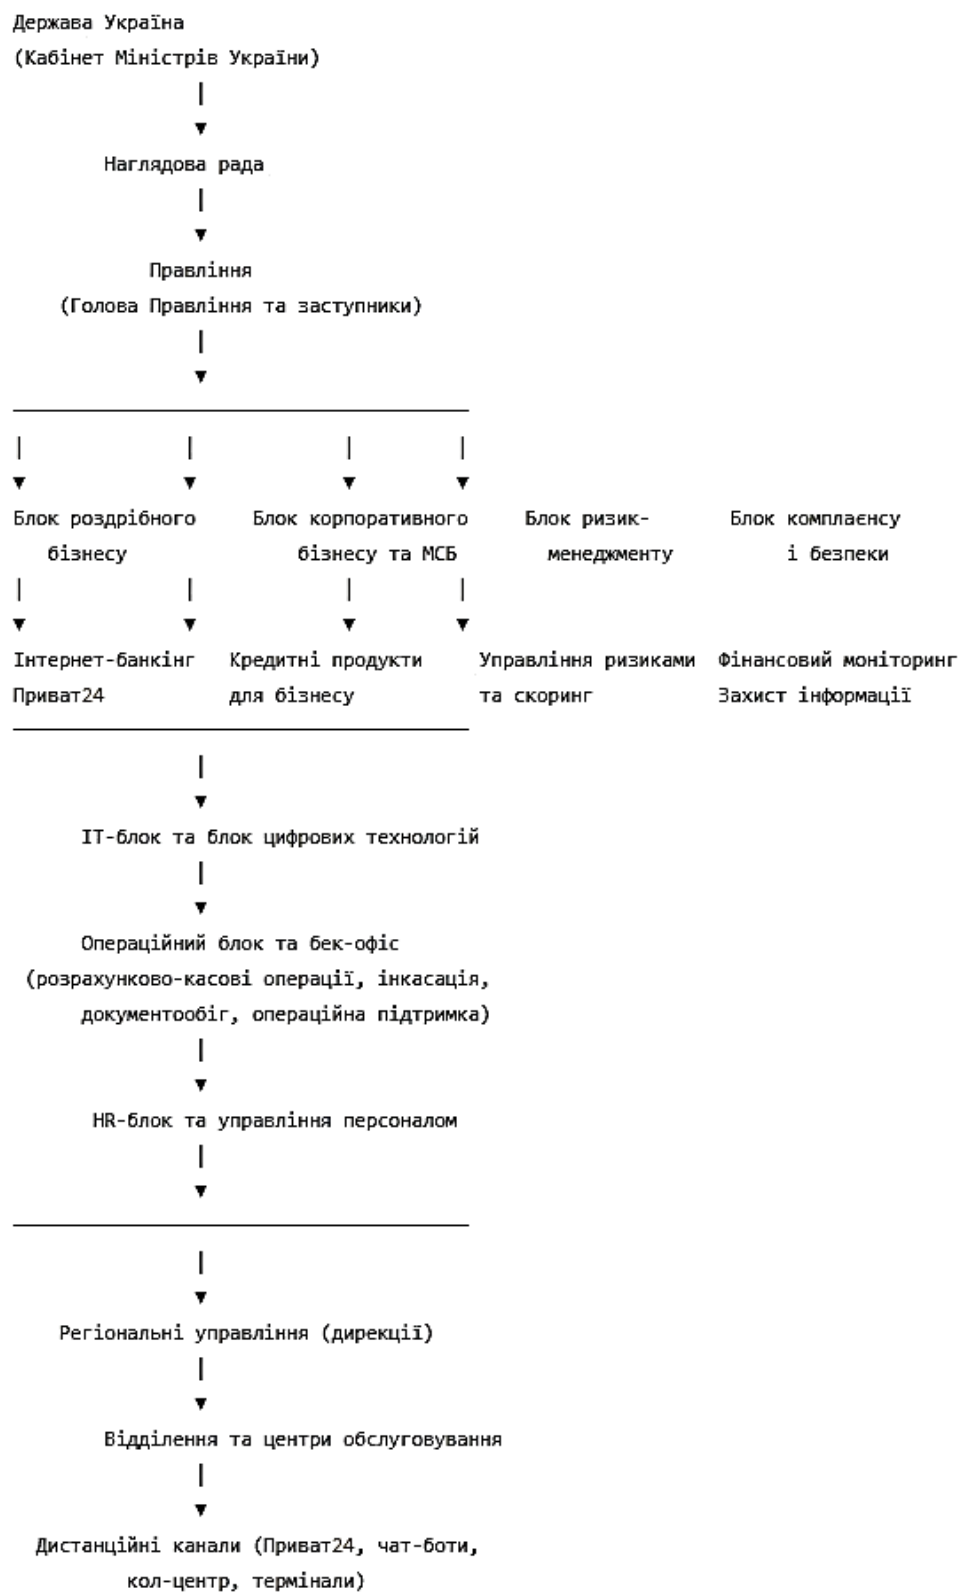 Держава Україна
(Кабінет Міністрів України)
Наглядова рада
Правління
(Голова Правління та заступники)
Блок роздрібного Блок корпоративного Блок ризик- Блок комплаєнсу
бізнесу бізнесу та МСБ менеджменту і безпеки
Інтернет-банкінг Кредитні продукти Управління ризиками Фінансовий моніторинг
Приват24 для бізнесу та скоринг Захист інформації
ІТ-блок та блок цифрових технологій
Операційний блок та бек-офіс
(розрахунково-касові операції, інкасація,
документообіг, операційна підтримка)
HR-блок та управління персоналом
Регіональні управління (дирекції)
Відділення та центри обслуговування
Дистанційні канали (Приват24, чат-боти,
кол-центр, термінали)